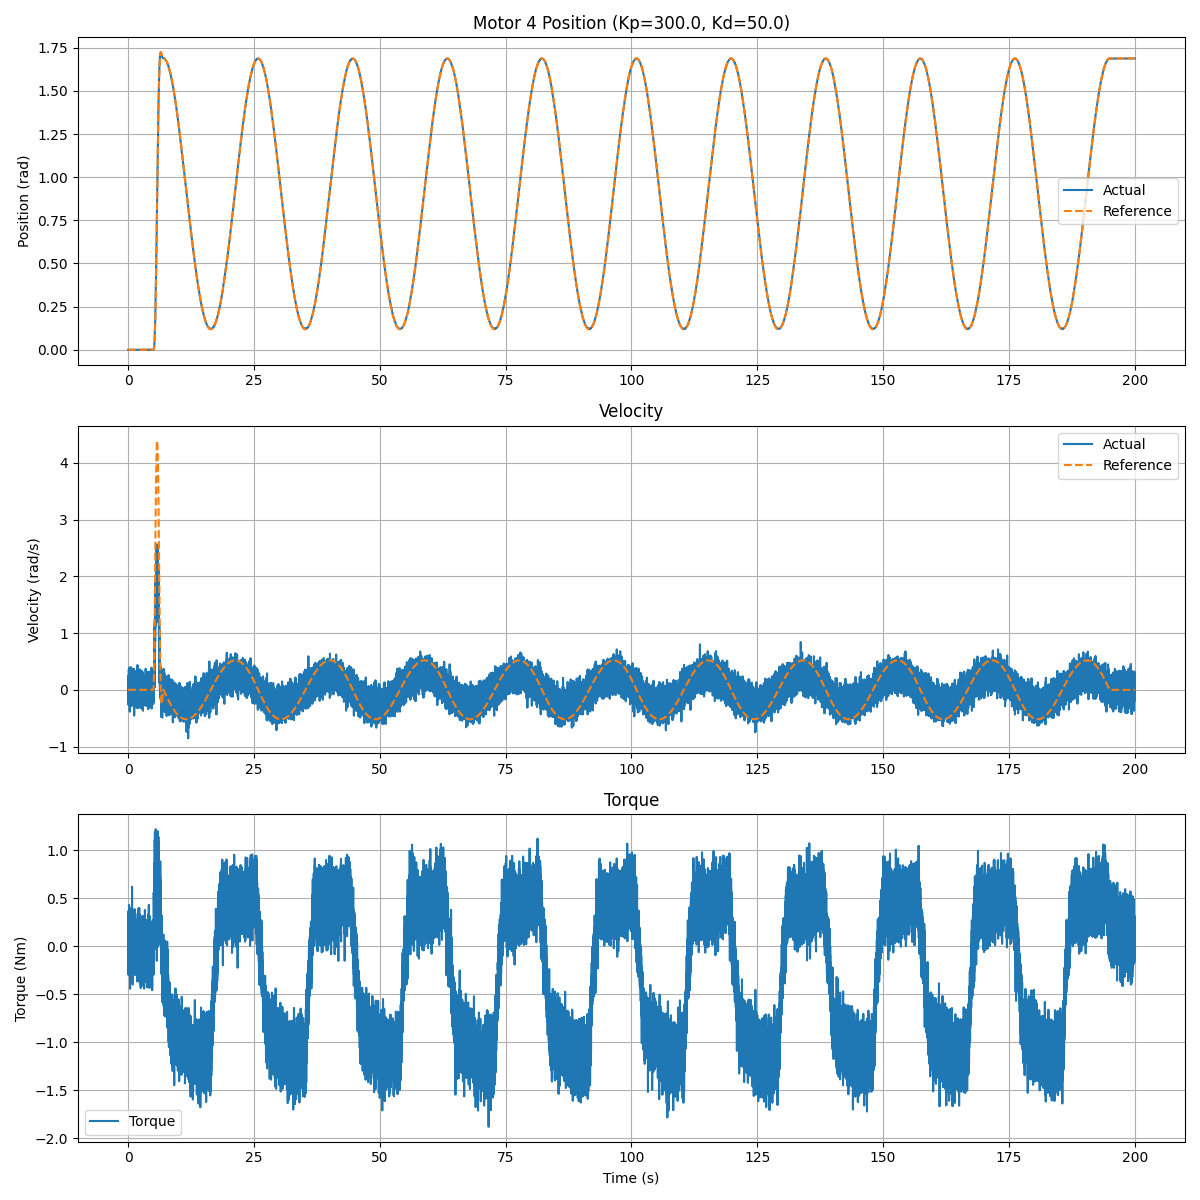 Motor 4 Position (Kp=300.0, Kd=50.0)
1.75
1.50
1.25
1.00
0.75
0.50
0.25
0.00
Position (rad)
Actual
Reference
0 25 50 75 100 125 150 175 200
Velocity
4
3
2
1
0
−1
Velocity (rad/s)
Actual
Reference
0 25 50 75 100 125 150 175 200
Torque
1.0
0.5
0.0
−0.5
−1.0
−1.5
−2.0
Torque (Nm)
Torque
0 25 50 75 100 125 150 175 200
Time (s)